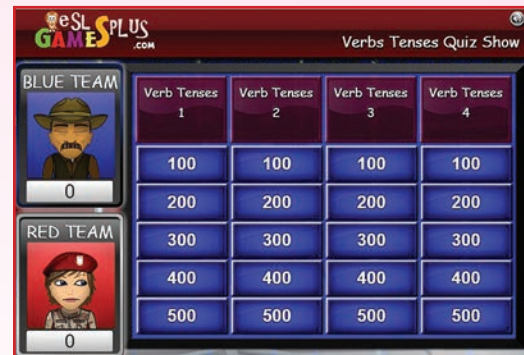 eSL
GAMESPLUS
.COM
Verbs Tenses Quiz Show
BLUE TEAM
0
RED TEAM
0
Verb Tenses 1
Verb Tenses 2
Verb Tenses 3
Verb Tenses 4
100 100 100 100
200 200 200 200
300 300 300 300
400 400 400 400
500 500 500 500